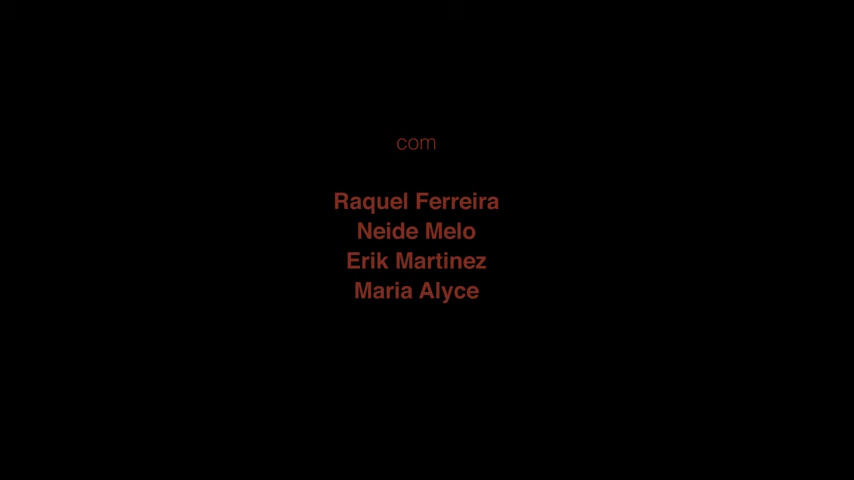 com
Raquel Ferreira
Neide Melo
Erik Martinez
Maria Alyce